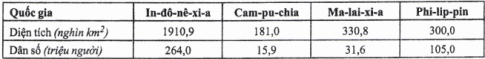 Quốc gia In-đô-nê-xi-a Cam-pu-chia Ma-lai-xi-a Phi-lip-pin
Diện tích (nghìn km²) 1910,9 181,0 330,8 300,0
Dân số (triệu người) 264,0 15,9 31,6 105,0